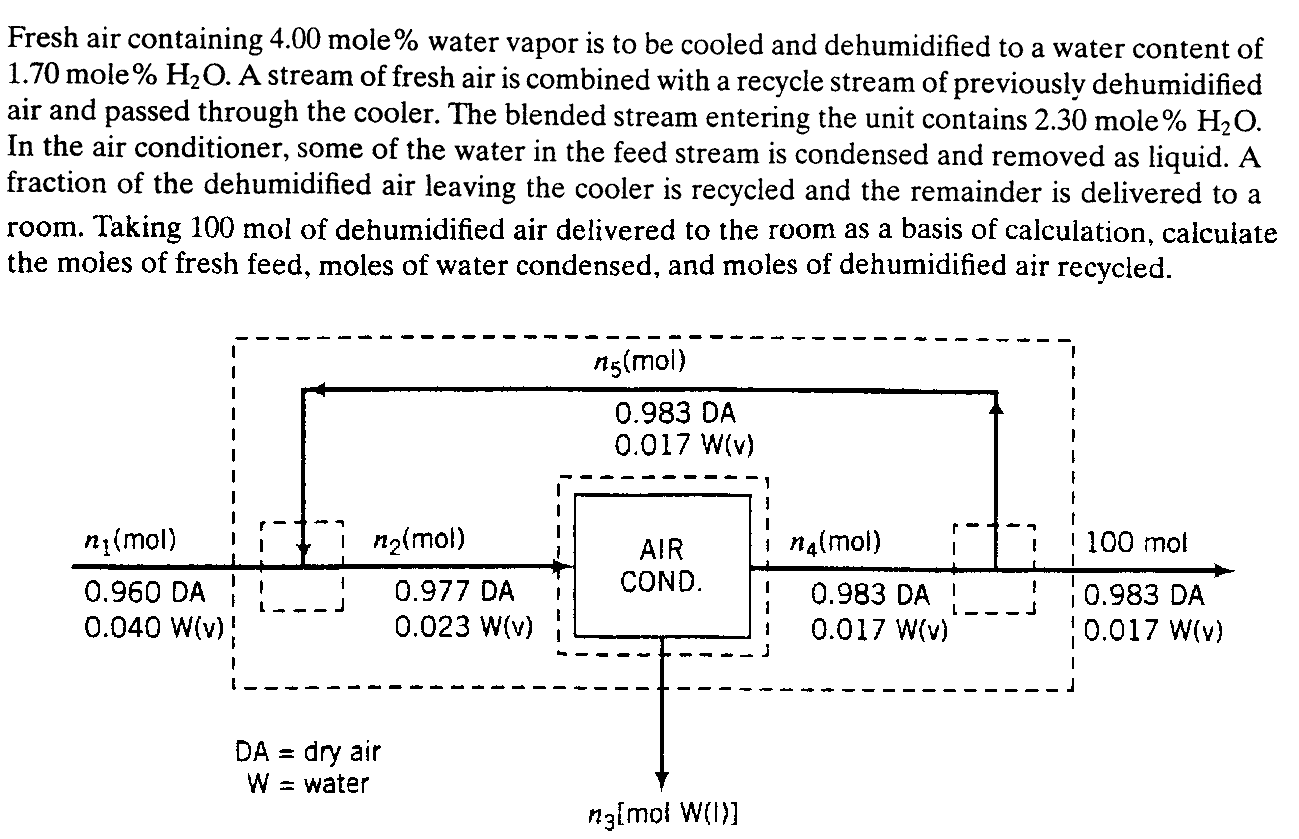 Fresh air containing 4.00 mole% water vapor is to be cooled and dehumidified to a water content of
1.70 mole% H₂O. A stream of fresh air is combined with a recycle stream of previously dehumidified
air and passed through the cooler. The blended stream entering the unit contains 2.30 mole% H₂O.
In the air conditioner, some of the water in the feed stream is condensed and removed as liquid. A
fraction of the dehumidified air leaving the cooler is recycled and the remainder is delivered to a
room. Taking 100 mol of dehumidified air delivered to the room as a basis of calculation, calculate
the moles of fresh feed, moles of water condensed, and moles of dehumidified air recycled.
n₅(mol)
0.983 DA
0.017 W(v)
n₁(mol)
0.960 DA
0.040 W(v)
n₂(mol)
0.977 DA
0.023 W(v)
AIR
COND.
n₄(mol)
0.983 DA
0.017 W(v)
100 mol
0.983 DA
0.017 W(v)
DA = dry air
W = water
n₃[mol W(l)]